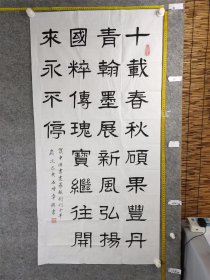 十載春秋碩果豐丹
青翰墨展新風弘揚
國粹傳瑰寶繼往開
來永不停